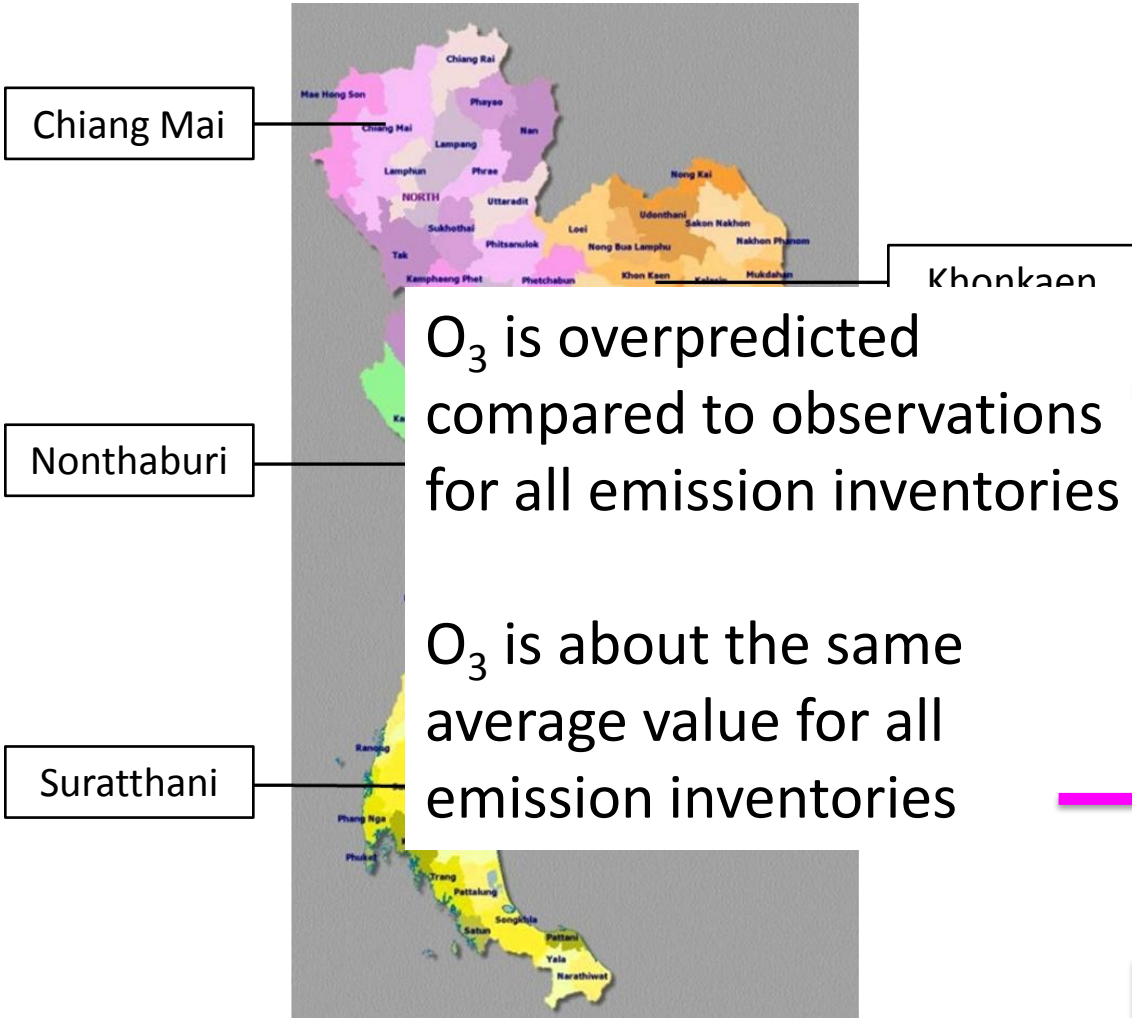 Chiang Rai
Mae Hong Son
Phayao
Chiang Mai
Chiang Mai
Nan
Lampang
Lamphun
Phrae
Nong Kai
NORTH
Uttaradit
Udonthani
Sakon Nakhon
Sukhothai
Loei
Phitsanulok
Nong Bua Lamphu
Nakhon Phanom
Tak
Kamphaeng Phet
Phetchabun
Khon Kaen
Mukdahan
Khonkaen
O₃ is overpredicted
compared to observations
for all emission inventories
Nonthaburi
O₃ is about the same
average value for all
emission inventories
Ranong
Suratthani
Phang Nga
Phuket
Trang
Pattalung
Songkhla
Satun
Pattani
Yala
Narathiwat